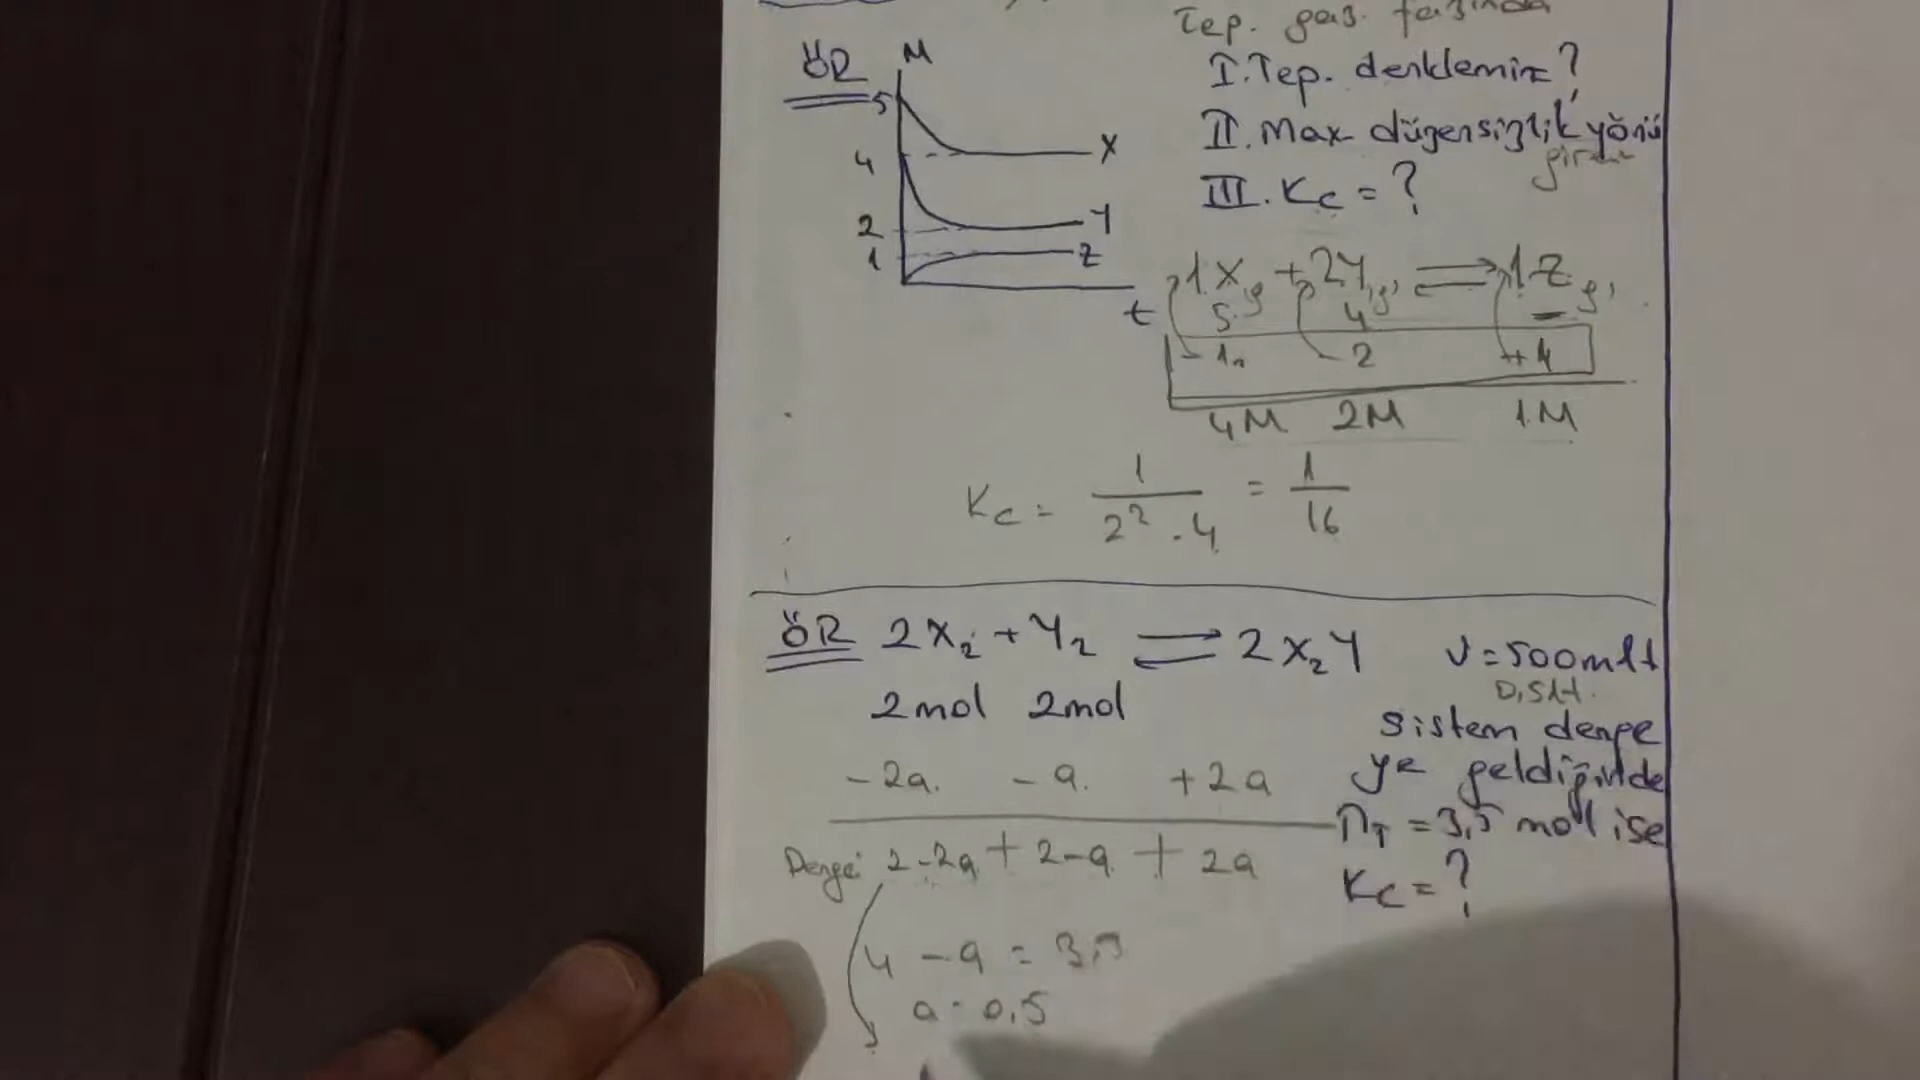 Tep. gaz fazında
ÖR
M
5
4
2
1
X
Y
Z
t
I. Tep. denklemin?
II. Max düzensizlik yönü
III. Kc = ?
1X(g) + 2Y(g) ⇌ 1Z(g)
5 4 -
-1 -2 +1
4M 2M 1M
Kc = 1/2² . 4 = 1/16
ÖR 2X₂ + Y₂ ⇌ 2X₂Y V = 500mlt
0,5lt.
2mol 2mol
sistem denge
-2a. -a. +2a
ye geldiğinde
nT = 3,5 mol ise
Denge: 2-2a + 2-a + 2a
Kc = ?
4 - a = 3,5
a = 0,5